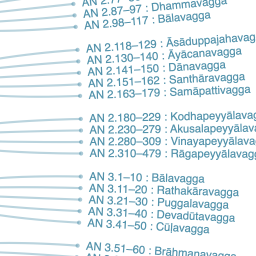 AN 2.87–97 : Dhammavagga
AN 2.98–117 : Bālavagga
AN 2.118–129 : Āsāduppajahavag
AN 2.130–140 : Āyācanavagga
AN 2.141–150 : Dānavagga
AN 2.151–162 : Santhāravagga
AN 2.163–179 : Samāpattivagga
AN 2.180–229 : Kodhapeyyālava
AN 2.230–279 : Akusalapeyyālava
AN 2.280–309 : Vinayapeyyālavag
AN 2.310–479 : Rāgapeyyālavagg
AN 3.1–10 : Bālavagga
AN 3.11–20 : Rathakāravagga
AN 3.21–30 : Puggalavagga
AN 3.31–40 : Devadūtavagga
AN 3.41–50 : Cūḷavagga
AN 3.51–60 : Brāhmaṇavagga